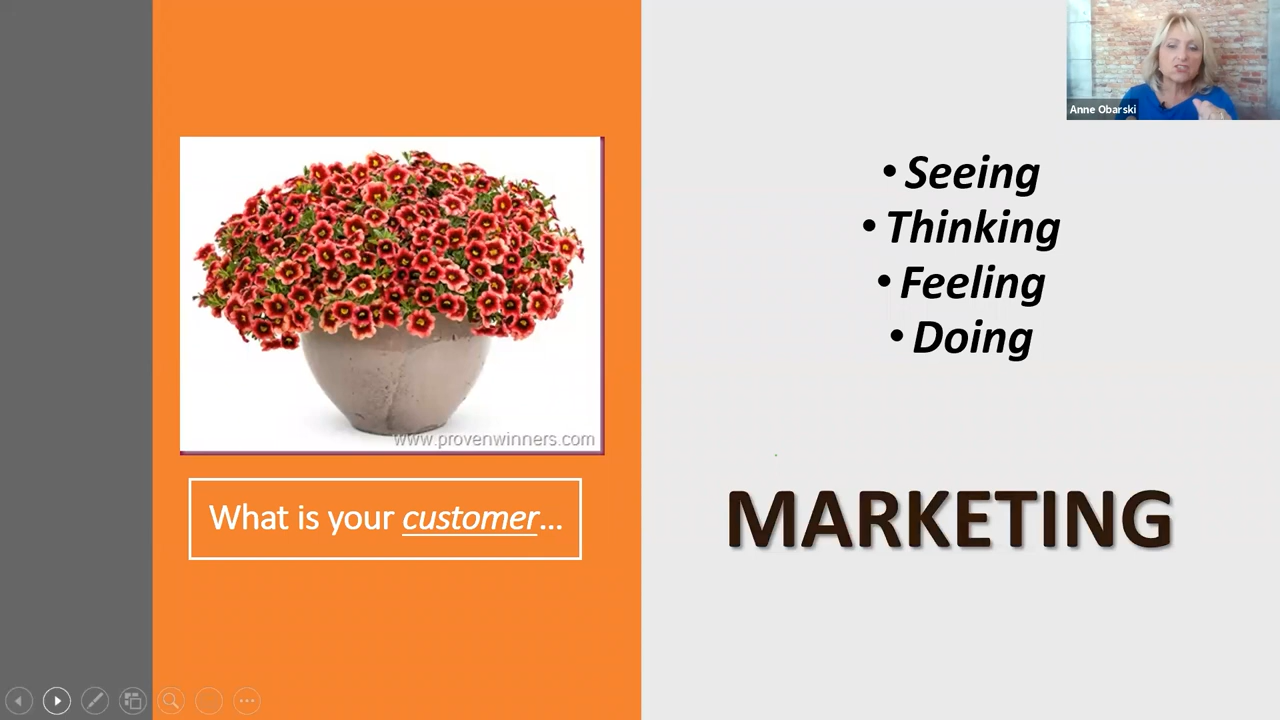 Anne Obarski
• Seeing
• Thinking
• Feeling
• Doing
www.provenwinners.com
What is your customer...
MARKETING